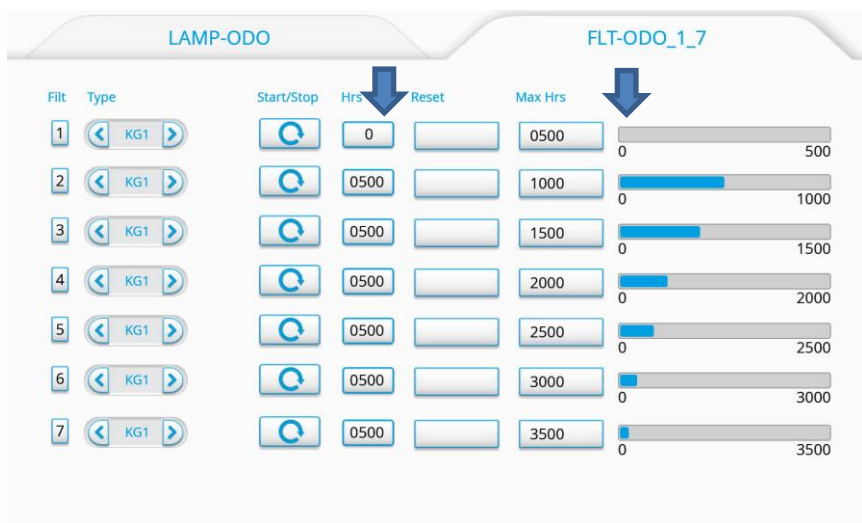 LAMP-ODO FLT-ODO_1_7
Filt Type Start/Stop Hrs Reset Max Hrs
1 KG1 0 0500
0 500
2 KG1 0500 1000
0 1000
3 KG1 0500 1500
0 1500
4 KG1 0500 2000
0 2000
5 KG1 0500 2500
0 2500
6 KG1 0500 3000
0 3000
7 KG1 0500 3500
0 3500